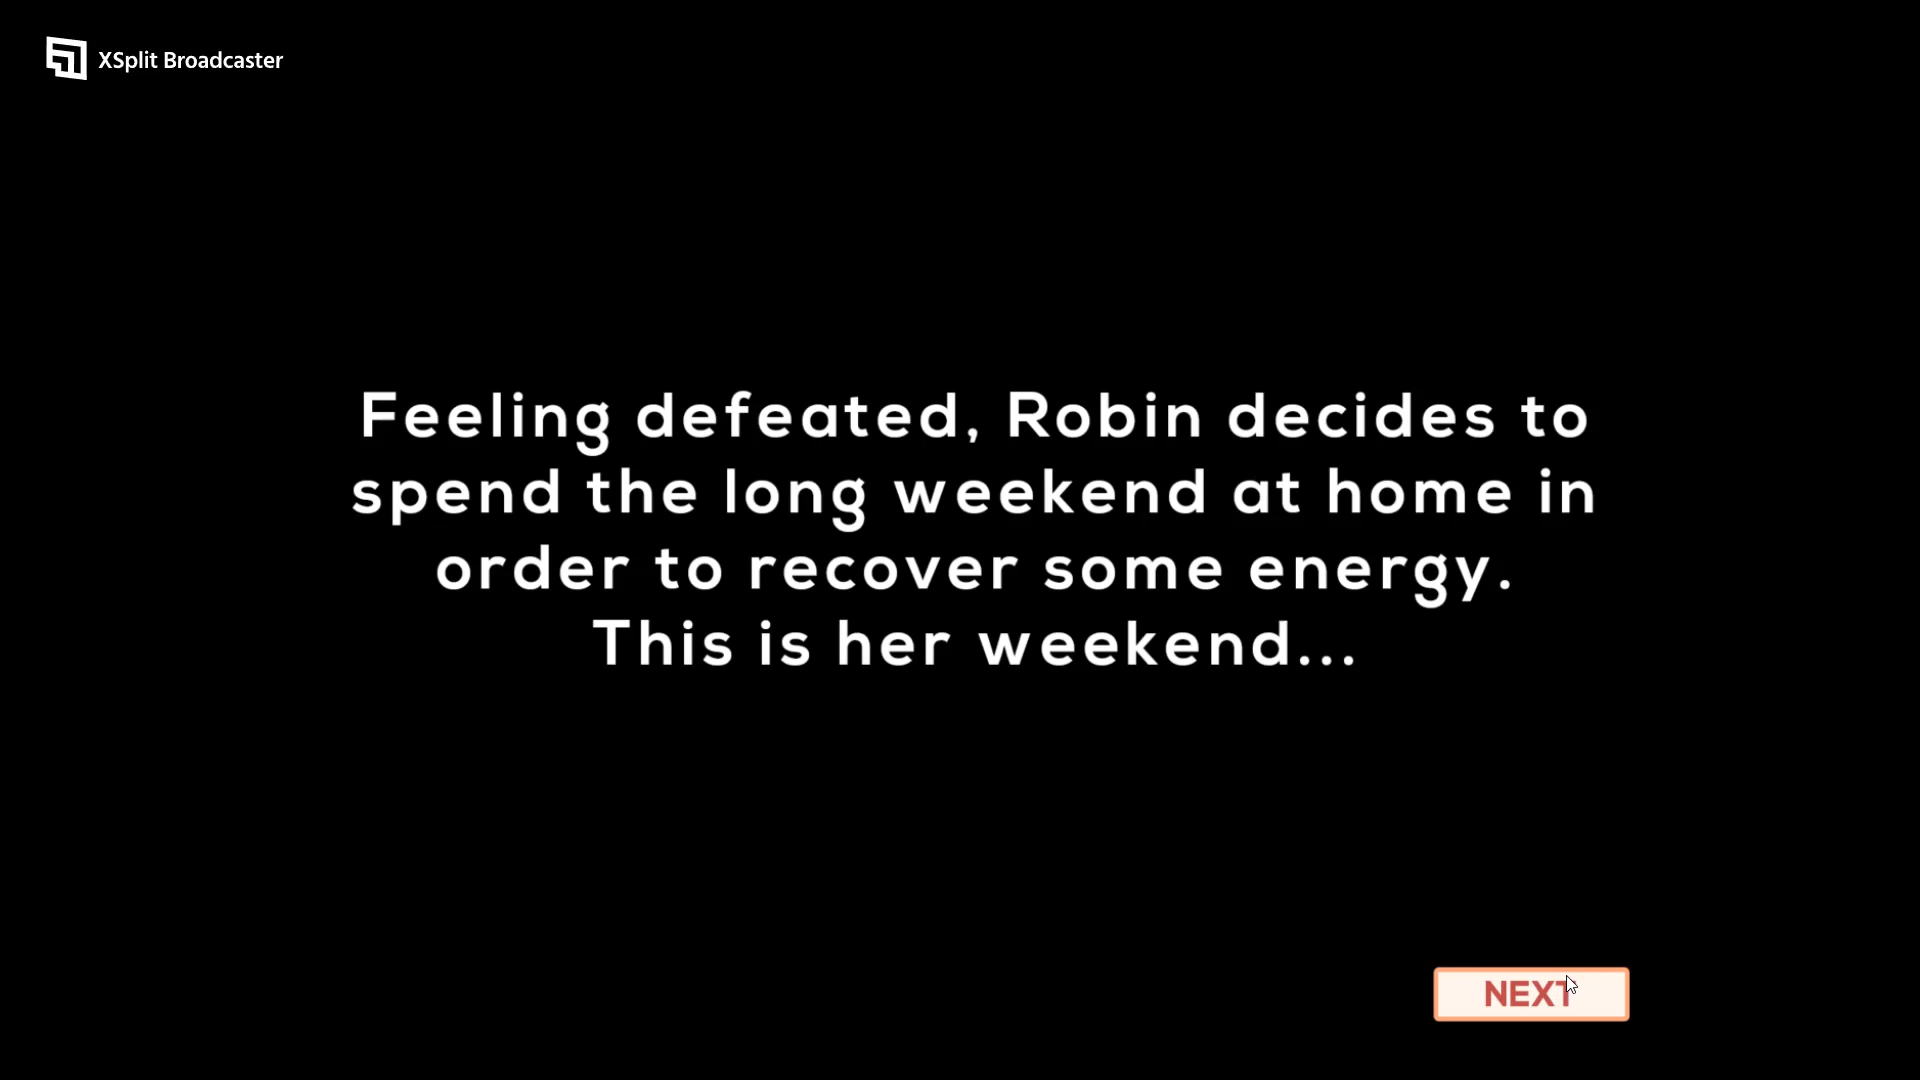 XSplit Broadcaster
Feeling defeated, Robin decides to
spend the long weekend at home in
order to recover some energy.
This is her weekend...
NEXT